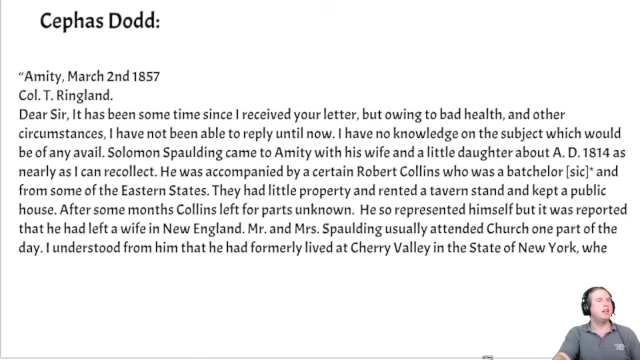 Cephas Dodd:
“Amity, March 2nd 1857
Col. T. Ringland.
Dear Sir, It has been some time since I received your letter, but owing to bad health, and other
circumstances, I have not been able to reply until now. I have no knowledge on the subject which would
be of any avail. Solomon Spaulding came to Amity with his wife and a little daughter about A. D. 1814 as
nearly as I can recollect. He was accompanied by a certain Robert Collins who was a batchelor [sic]* and
from some of the Eastern States. They had little property and rented a tavern stand and kept a public
house. After some months Collins left for parts unknown.  He so represented himself but it was reported
that he had left a wife in New England. Mr. and Mrs. Spaulding usually attended Church one part of the
day. I understood from him that he had formerly lived at Cherry Valley in the State of New York, whe